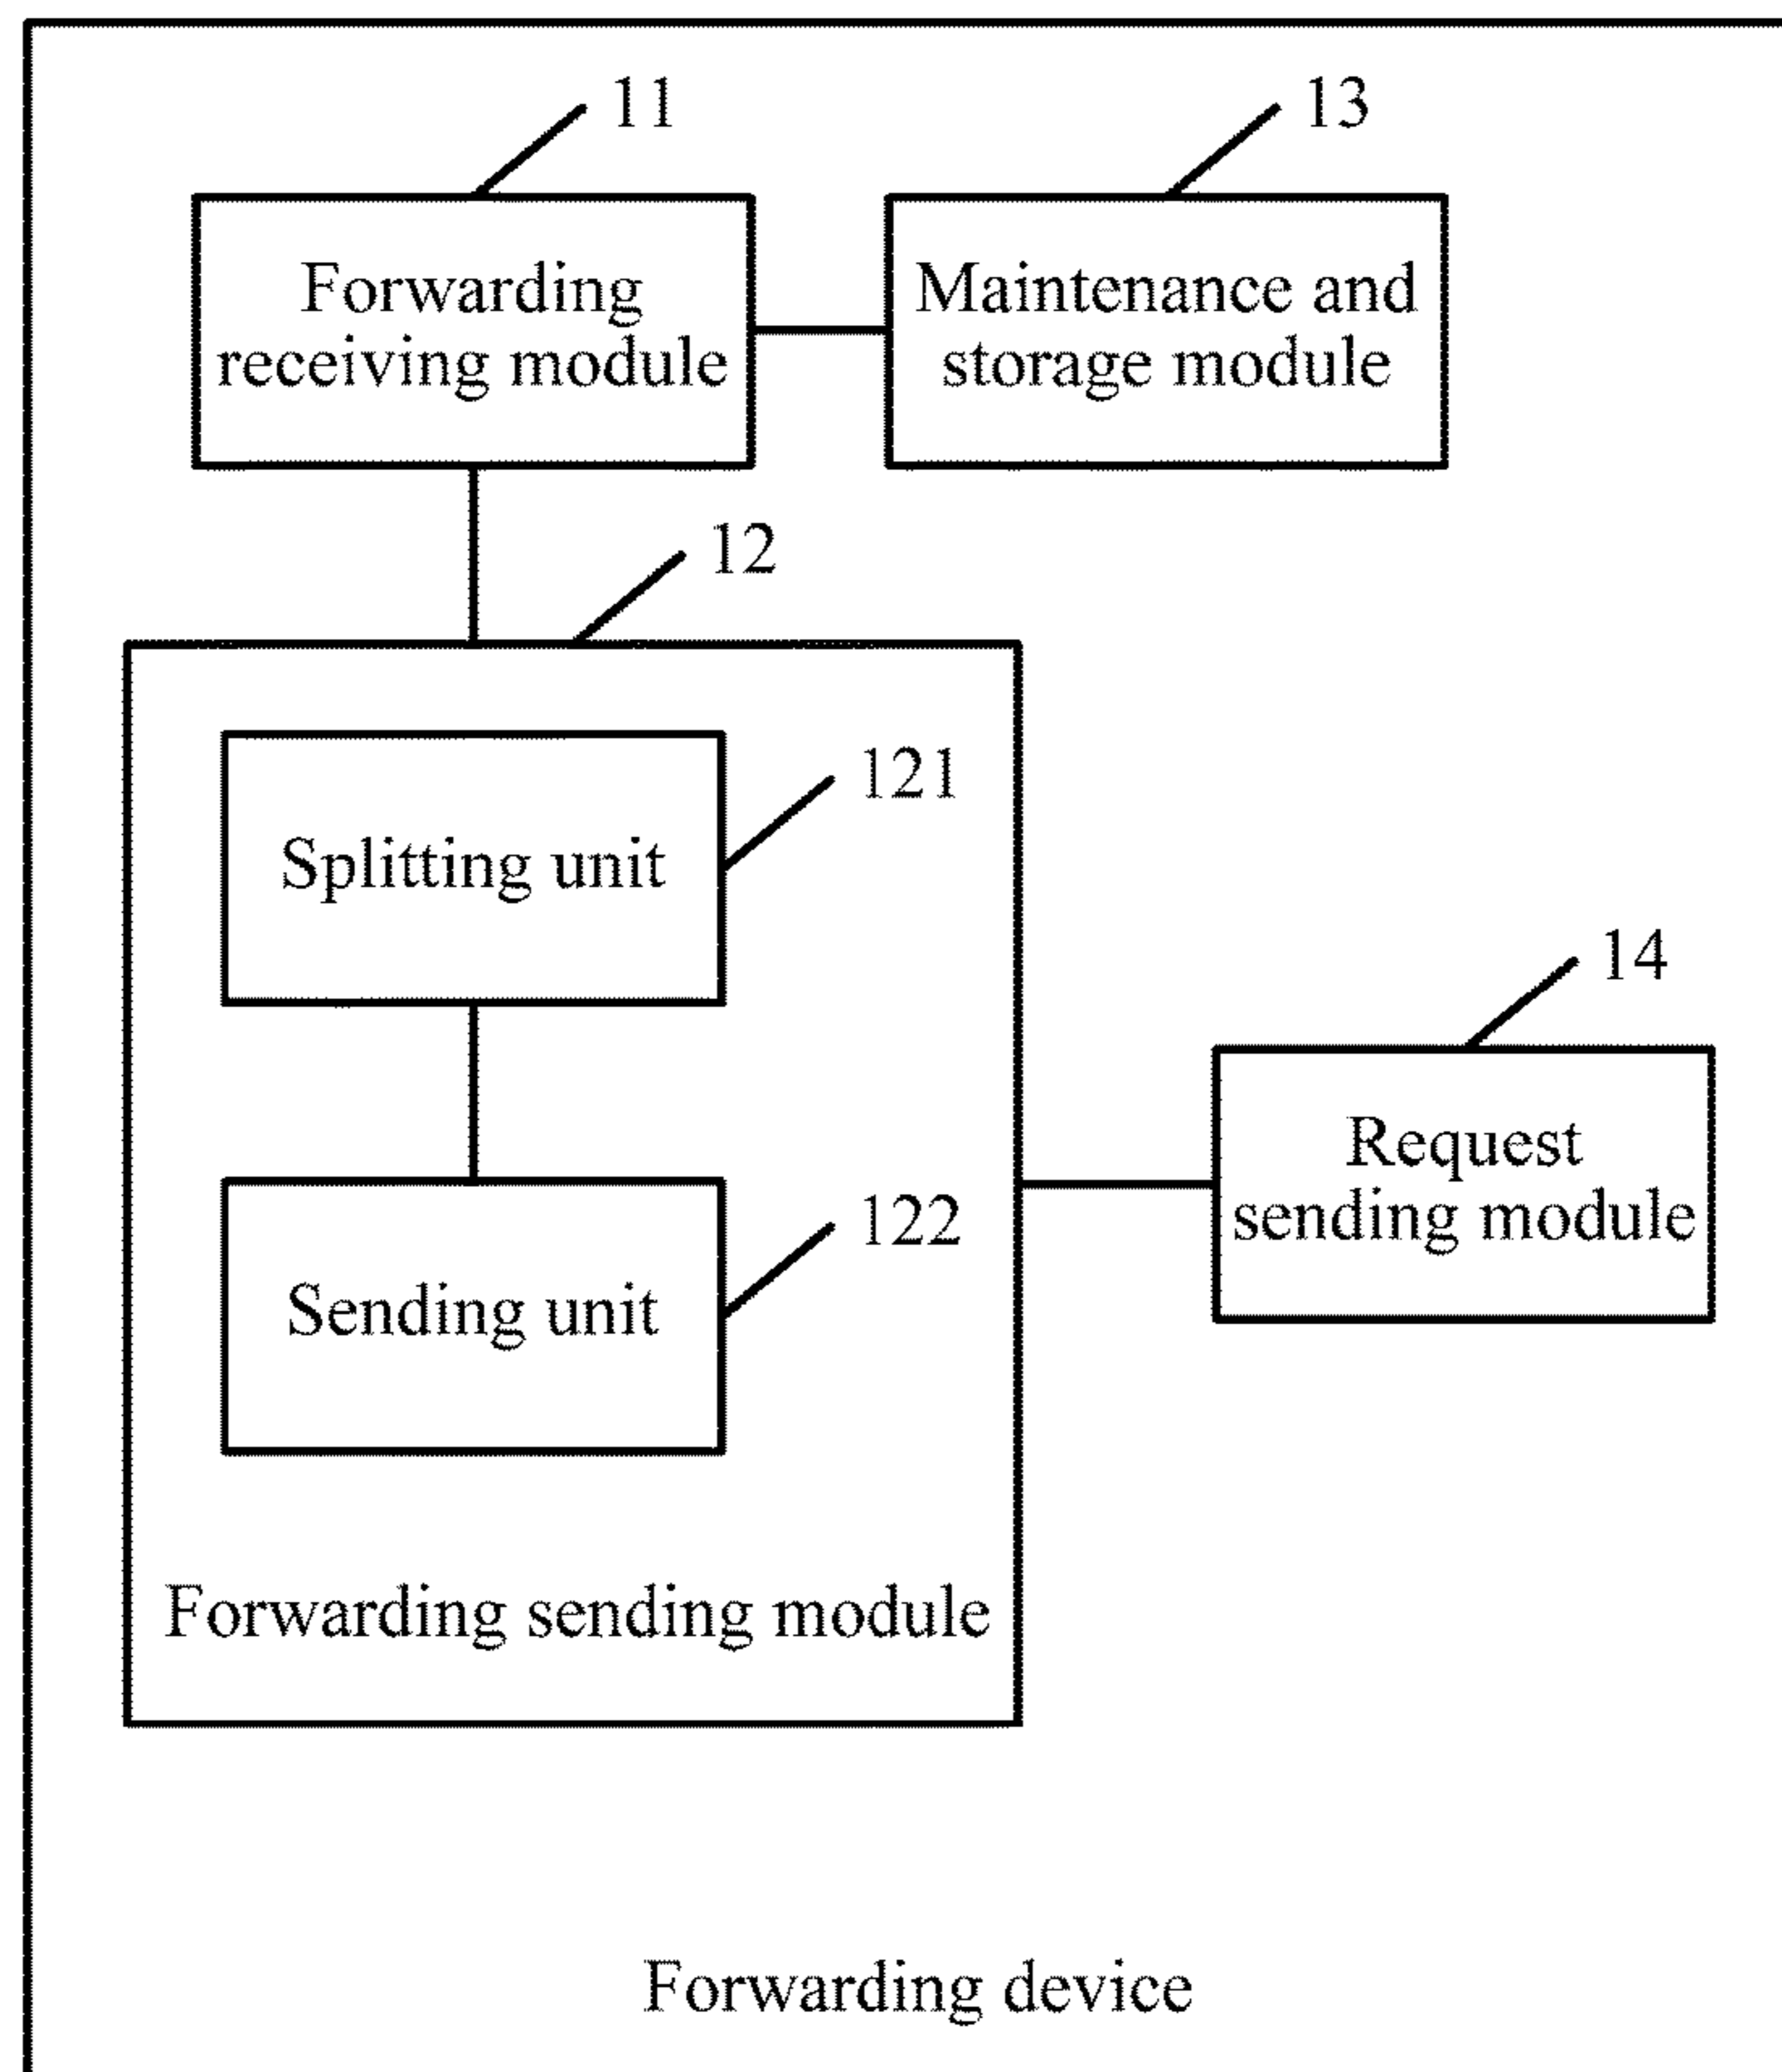 11
13
Forwarding
receiving module
Maintenance and
storage module
12
121
Splitting unit
14
Request
sending module
122
Sending unit
Forwarding sending module
Forwarding device